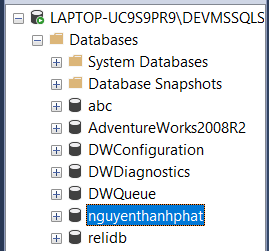 LAPTOP-UC9S9PR9\DEVMSSQLS
Databases
System Databases
Database Snapshots
abc
AdventureWorks2008R2
DWConfiguration
DWDiagnostics
DWQueue
nguyenthanhphat
relidb